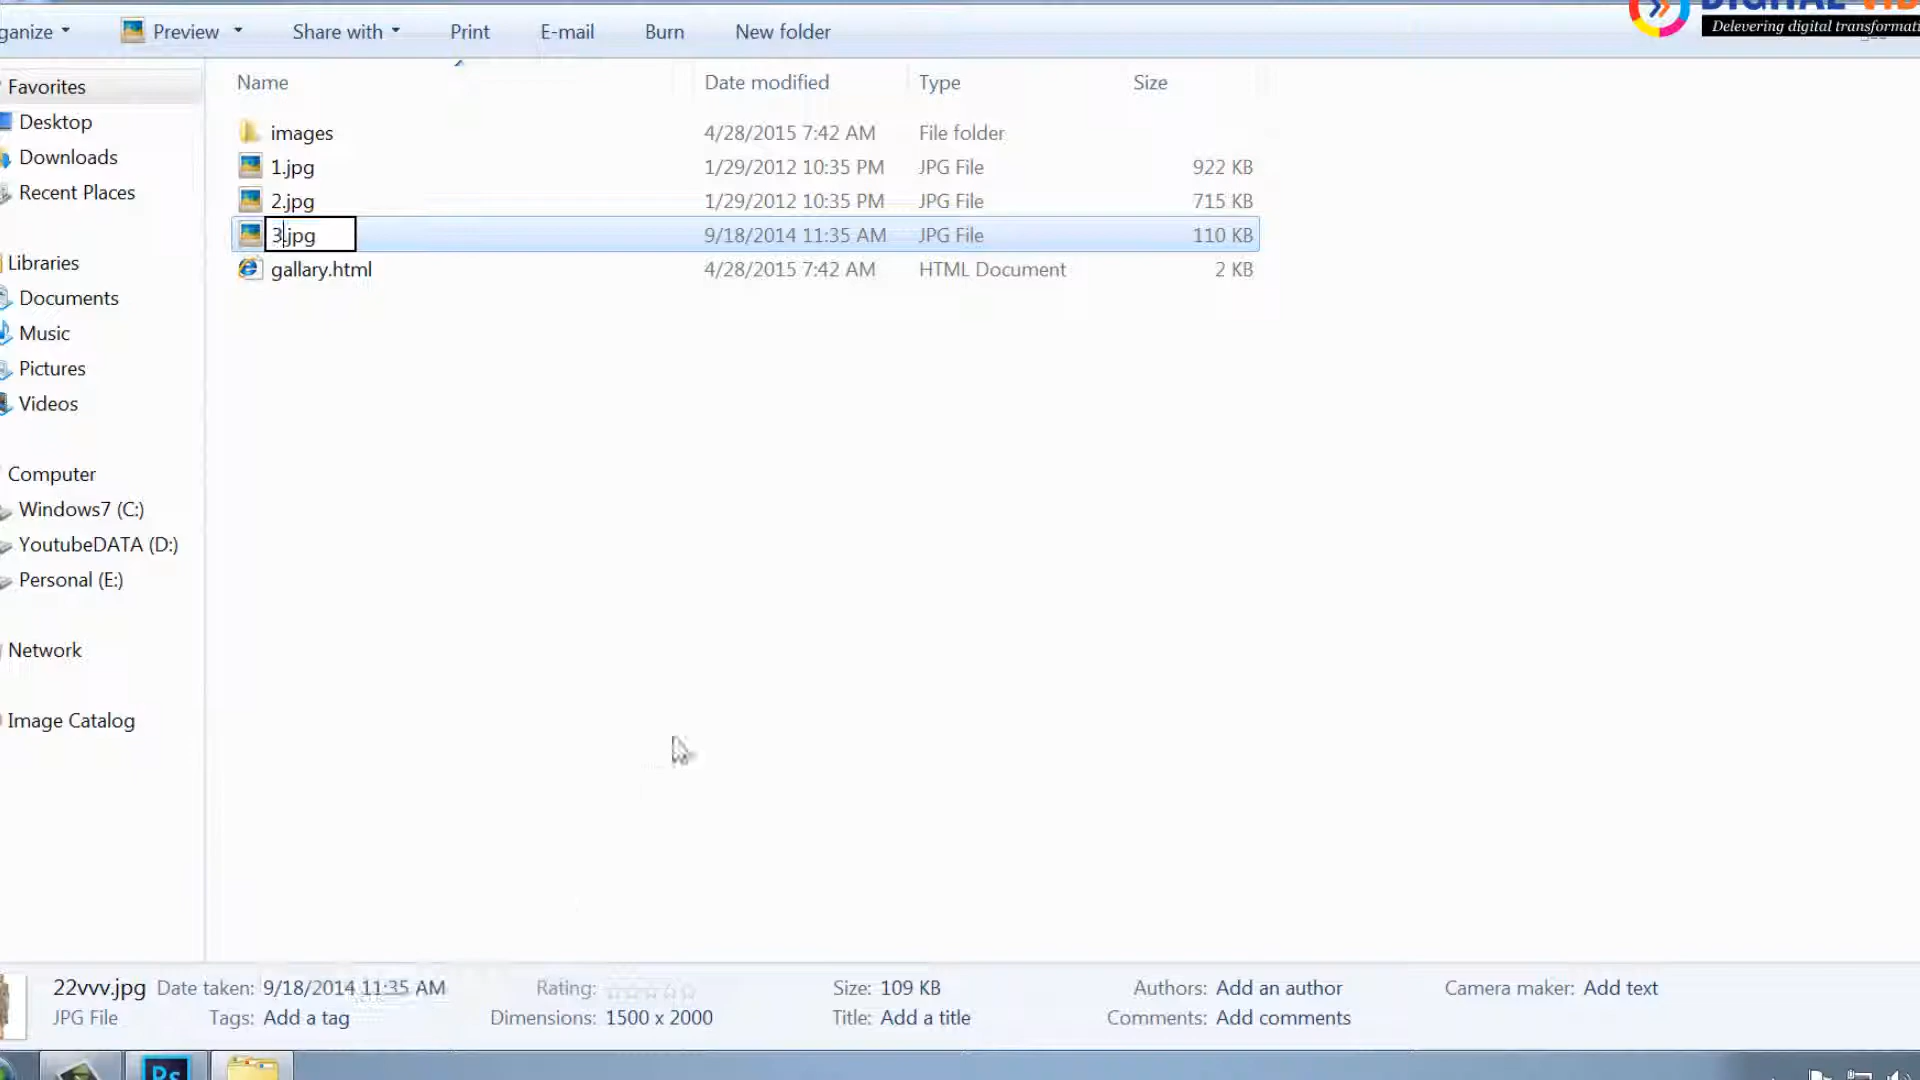 DIGITAL
Delevering digital transformati
ganize Preview Share with Print E-mail Burn New folder
Name Date modified Type Size
Favorites
Desktop
Downloads
Recent Places
Libraries
Documents
Music
Pictures
Videos
Computer
Windows7 (C:)
YoutubeDATA (D:)
Personal (E:)
Network
Image Catalog
images 4/28/2015 7:42 AM File folder
1.jpg 1/29/2012 10:35 PM JPG File 922 KB
2.jpg 1/29/2012 10:35 PM JPG File 715 KB
3.jpg 9/18/2014 11:35 AM JPG File 110 KB
gallary.html 4/28/2015 7:42 AM HTML Document 2 KB
22vvv.jpg Date taken: 9/18/2014 11:35 AM Rating: Size: 109 KB Authors: Add an author Camera maker: Add text
JPG File Tags: Add a tag Dimensions: 1500 x 2000 Title: Add a title Comments: Add comments
Ps